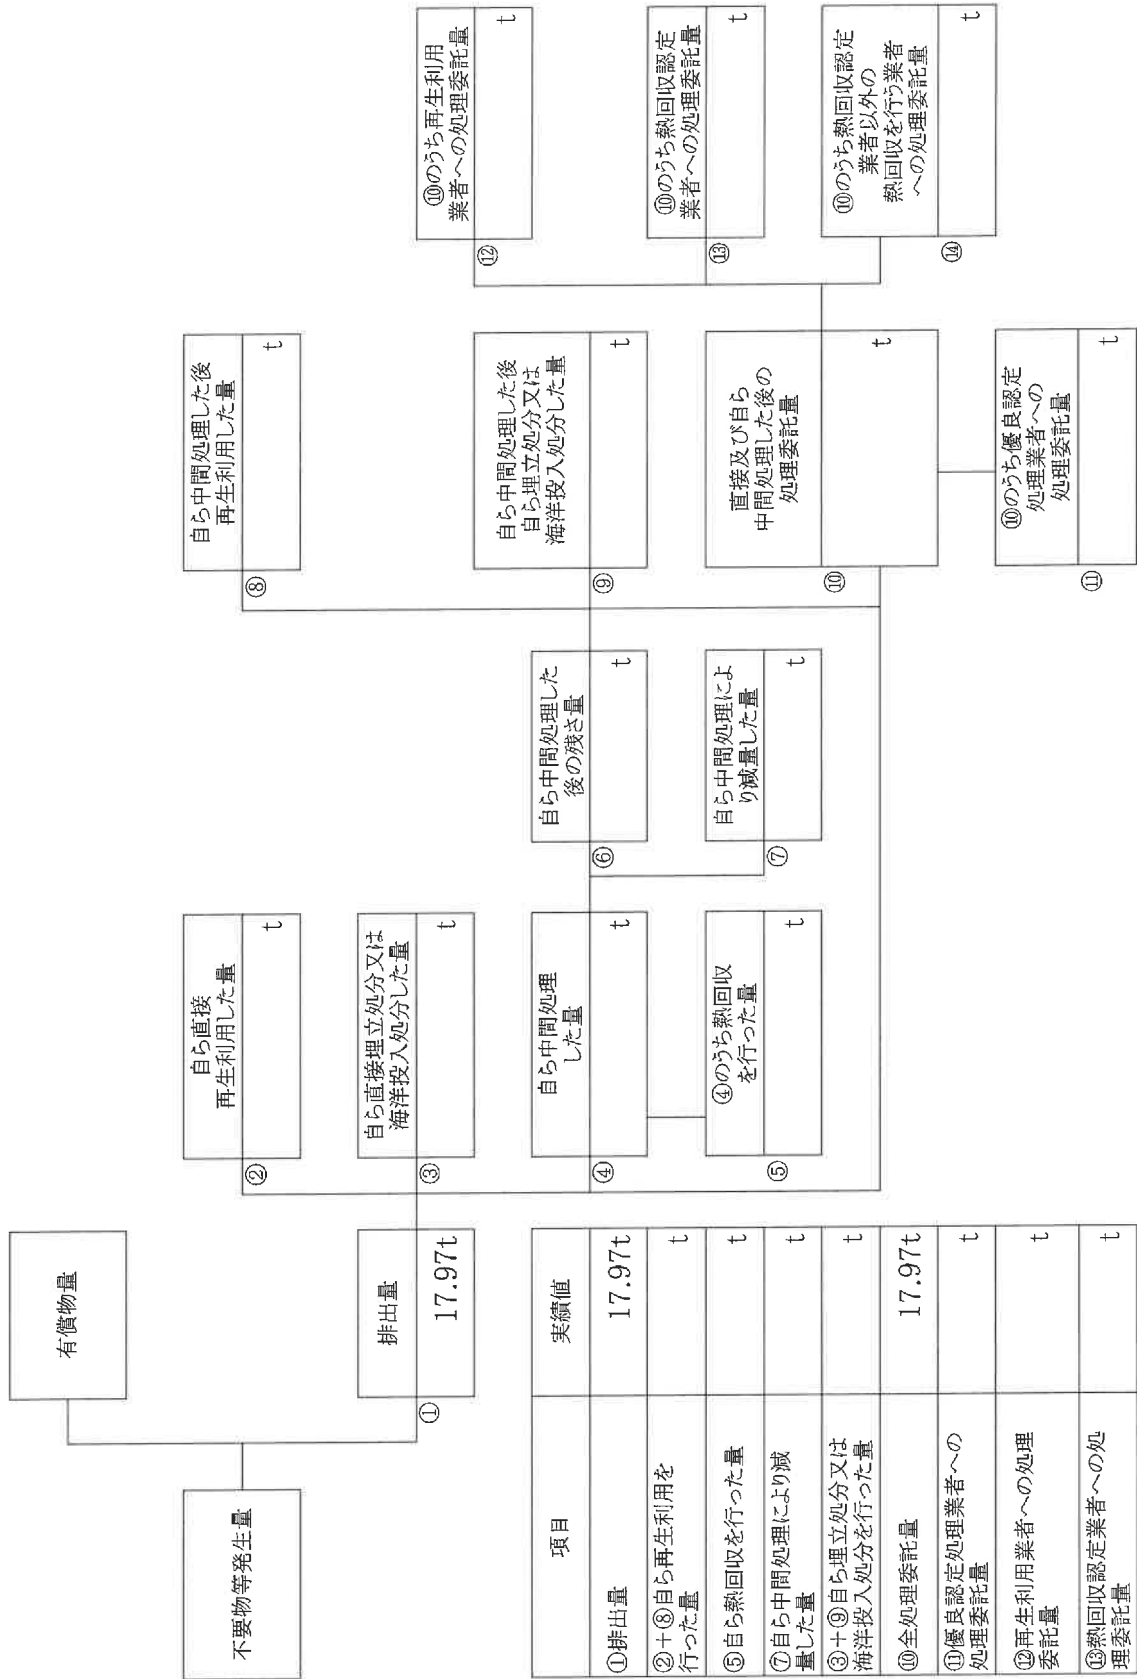 不要物等発生量
有償物量
排出量
①
17.97t
自ら直接
再生利用した量
②
t
自ら直接埋立処分又は
海洋投入処分した量
③
t
自ら中間処理
した量
④
t
④のうち熱回収
を行った量
⑤
t
自ら中間処理した
後の残さ量
⑥
t
自ら中間処理によ
り減量した量
⑦
t
自ら中間処理した後
再生利用した量
⑧
t
自ら中間処理した後
自ら埋立処分又は
海洋投入処分した量
⑨
t
直接及び自ら
中間処理した後の
処理委託量
⑩
t
⑩のうち優良認定
処理業者への
処理委託量
⑪
t
⑩のうち再生利用
業者への処理委託量
⑫
t
⑩のうち熱回収認定
業者への処理委託量
⑬
t
⑩のうち熱回収認定
業者以外の
熱回収を行う業者
への処理委託量
⑭
t
項目
実績値
①排出量
17.97t
②+⑧自ら再生利用を
行った量
t
⑤自ら熱回収を行った量
t
⑦自ら中間処理により減
量した量
t
③+⑨自ら埋立処分又は
海洋投入処分を行った量
t
⑩全処理委託量
17.97t
⑪優良認定処理業者への
処理委託量
t
⑫再生利用業者への処理
委託量
t
⑬熱回収認定業者への処
理委託量
t